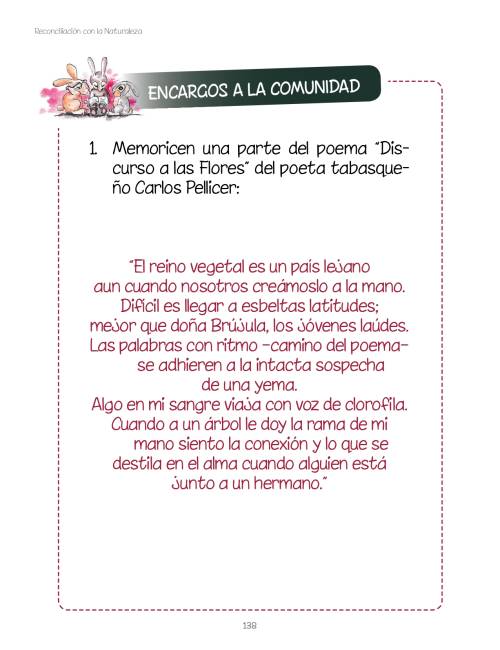 Reconciliación con la Naturaleza
ENCARGOS A LA COMUNIDAD
1. Memoricen una parte del poema “Dis-
curso a las Flores” del poeta tabasque-
ño Carlos Pellicer:
“El reino vegetal es un país lejano
aun cuando nosotros creámoslo a la mano.
Difícil es llegar a esbeltas latitudes;
mejor que doña Brújula, los jóvenes laúdes.
Las palabras con ritmo –camino del poema–
se adhieren a la intacta sospecha
de una yema.
Algo en mi sangre viaja con voz de clorofila.
Cuando a un árbol le doy la rama de mi
mano siento la conexión y lo que se
destila en el alma cuando alguien está
junto a un hermano.”
138